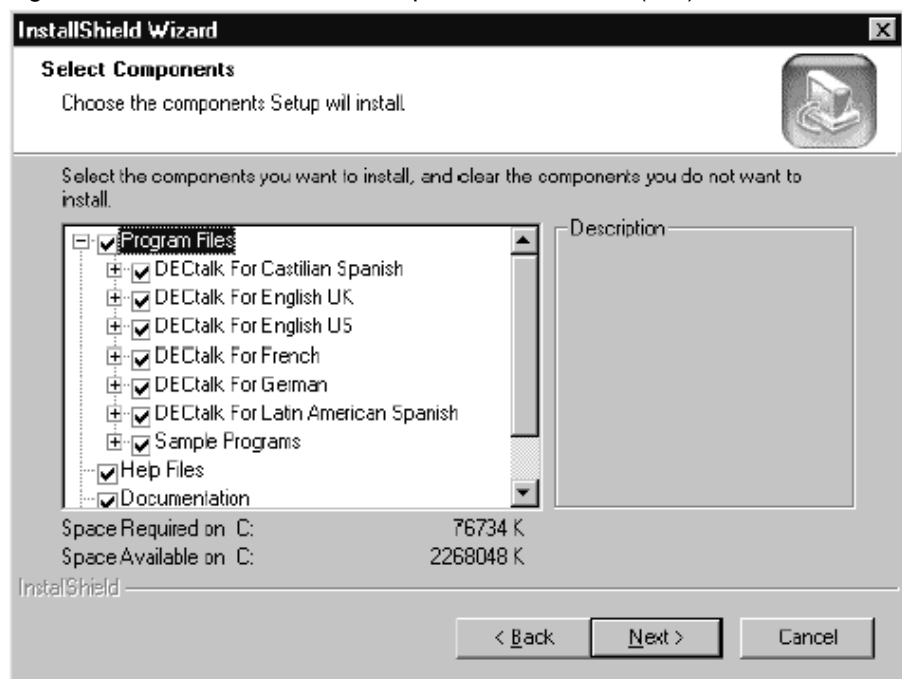 InstallShield Wizard
Select Components
Choose the components Setup will install.
Select the components you want to install, and clear the components you do not want to
install.
Program Files
DECtalk For Castilian Spanish
DECtalk For English UK
DECtalk For English US
DECtalk For French
DECtalk For German
DECtalk For Latin American Spanish
Sample Programs
Help Files
Documentation
Description
Space Required on C: 76734 K
Space Available on C: 2268048 K
InstallShield
< Back Next > Cancel